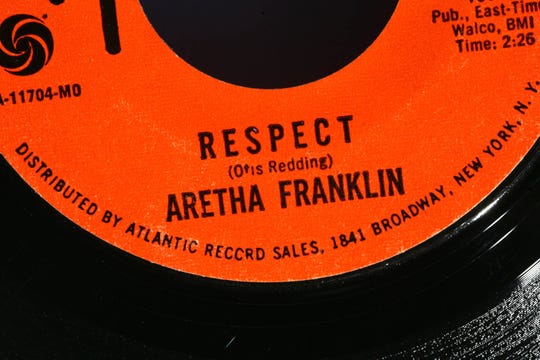 Pub., East-Time
Walco, BMI
Time: 2:26
A-11704-MO
RESPECT
(Otis Redding)
ARETHA FRANKLIN
DISTRIBUTED BY ATLANTIC RECORD SALES, 1841 BROADWAY, NEW YORK, N. Y.